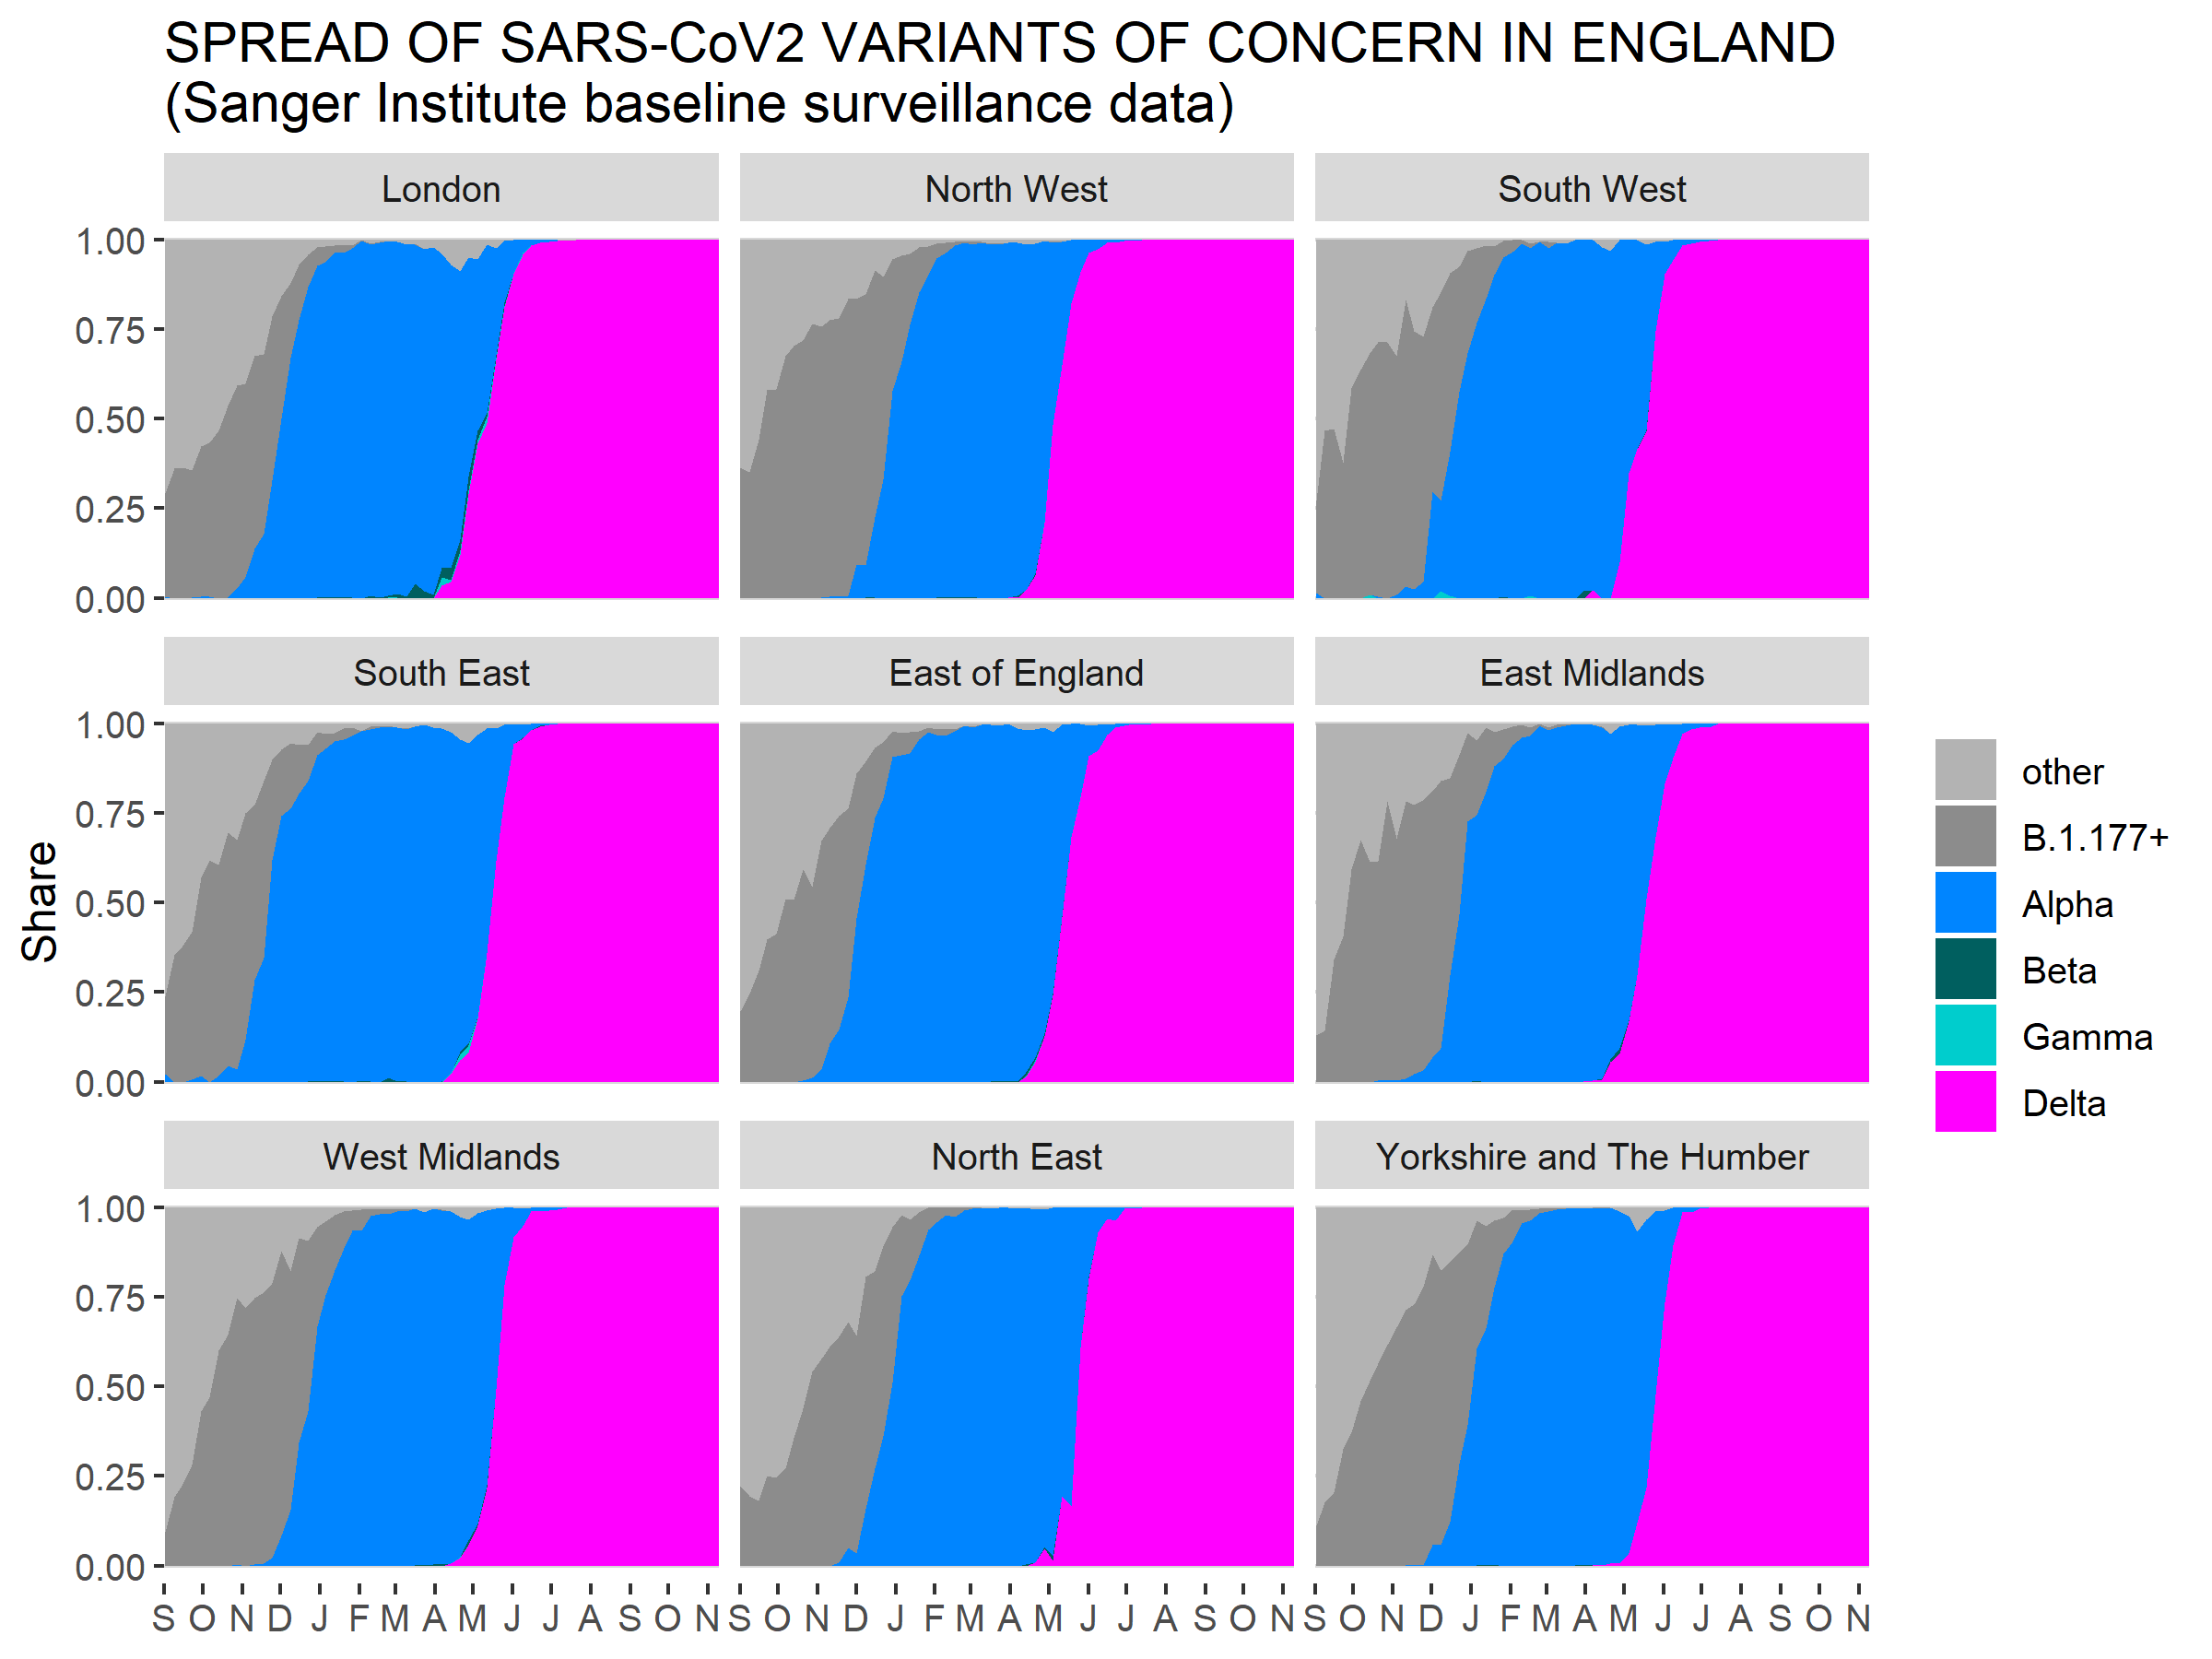 SPREAD OF SARS-CoV2 VARIANTS OF CONCERN IN ENGLAND
(Sanger Institute baseline surveillance data)
London North West South West
1.00
0.75
0.50
0.25
0.00
South East East of England East Midlands
1.00
0.75
0.50
0.25
0.00
Share
West Midlands North East Yorkshire and The Humber
1.00
0.75
0.50
0.25
0.00
S O N D J F M A M J J A S O N S O N D J F M A M J J A S O N S O N D J F M A M J J A S O N
other
B.1.177+
Alpha
Beta
Gamma
Delta